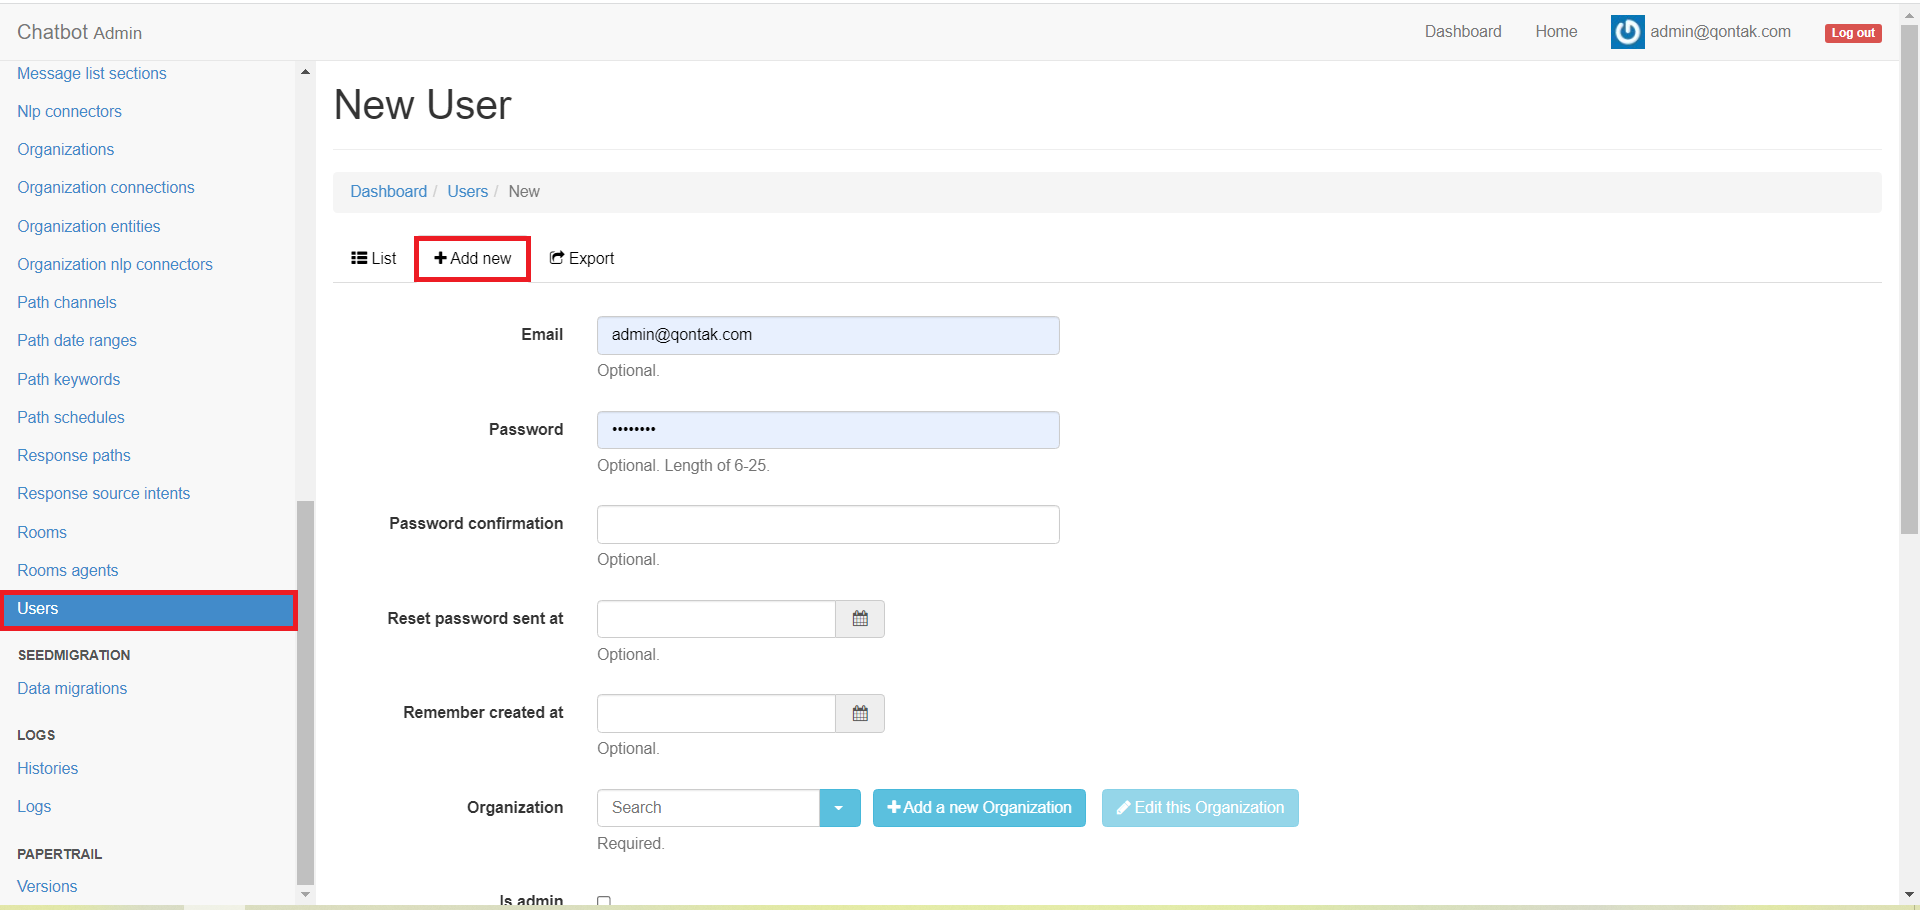 Chatbot Admin
Dashboard
Home
admin@qontak.com
Log out
Message list sections
Nlp connectors
Organizations
Organization connections
Organization entities
Organization nlp connectors
Path channels
Path date ranges
Path keywords
Path schedules
Response paths
Response source intents
Rooms
Rooms agents
Users
SEEDMIGRATION
Data migrations
LOGS
Histories
Logs
PAPERTRAIL
Versions
New User
Dashboard / Users / New
List
Add new
Export
Email
admin@qontak.com
Optional.
Password
••••••••
Optional. Length of 6-25.
Password confirmation
Optional.
Reset password sent at
Optional.
Remember created at
Optional.
Organization
Search
Add a new Organization
Edit this Organization
Required.
Is admin